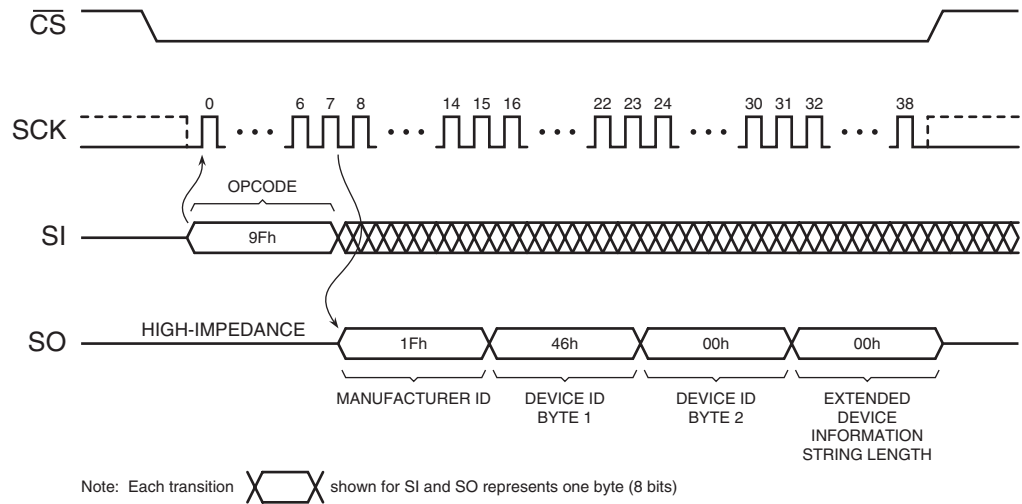 CS
SCK
0 6 7 8 14 15 16 22 23 24 30 31 32 38
OPCODE
SI
9Fh
HIGH-IMPEDANCE
SO
1Fh 46h 00h 00h
MANUFACTURER ID
DEVICE ID
BYTE 1
DEVICE ID
BYTE 2
EXTENDED
DEVICE
INFORMATION
STRING LENGTH
Note: Each transition shown for SI and SO represents one byte (8 bits)